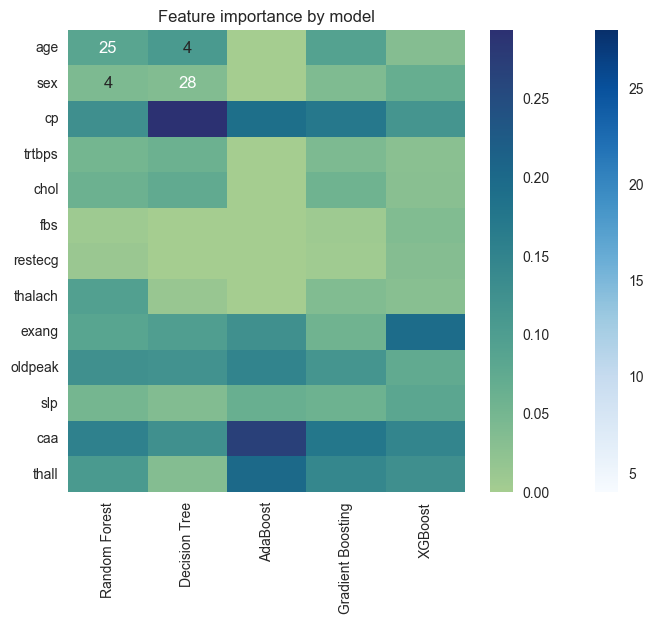 Feature importance by model
age
sex
cp
trtbps
chol
fbs
restecg
thalach
exang
oldpeak
slp
caa
thall
25 4
4 28
Random Forest
Decision Tree
AdaBoost
Gradient Boosting
XGBoost
0.25
0.20
0.15
0.10
0.05
0.00
25
20
15
10
5